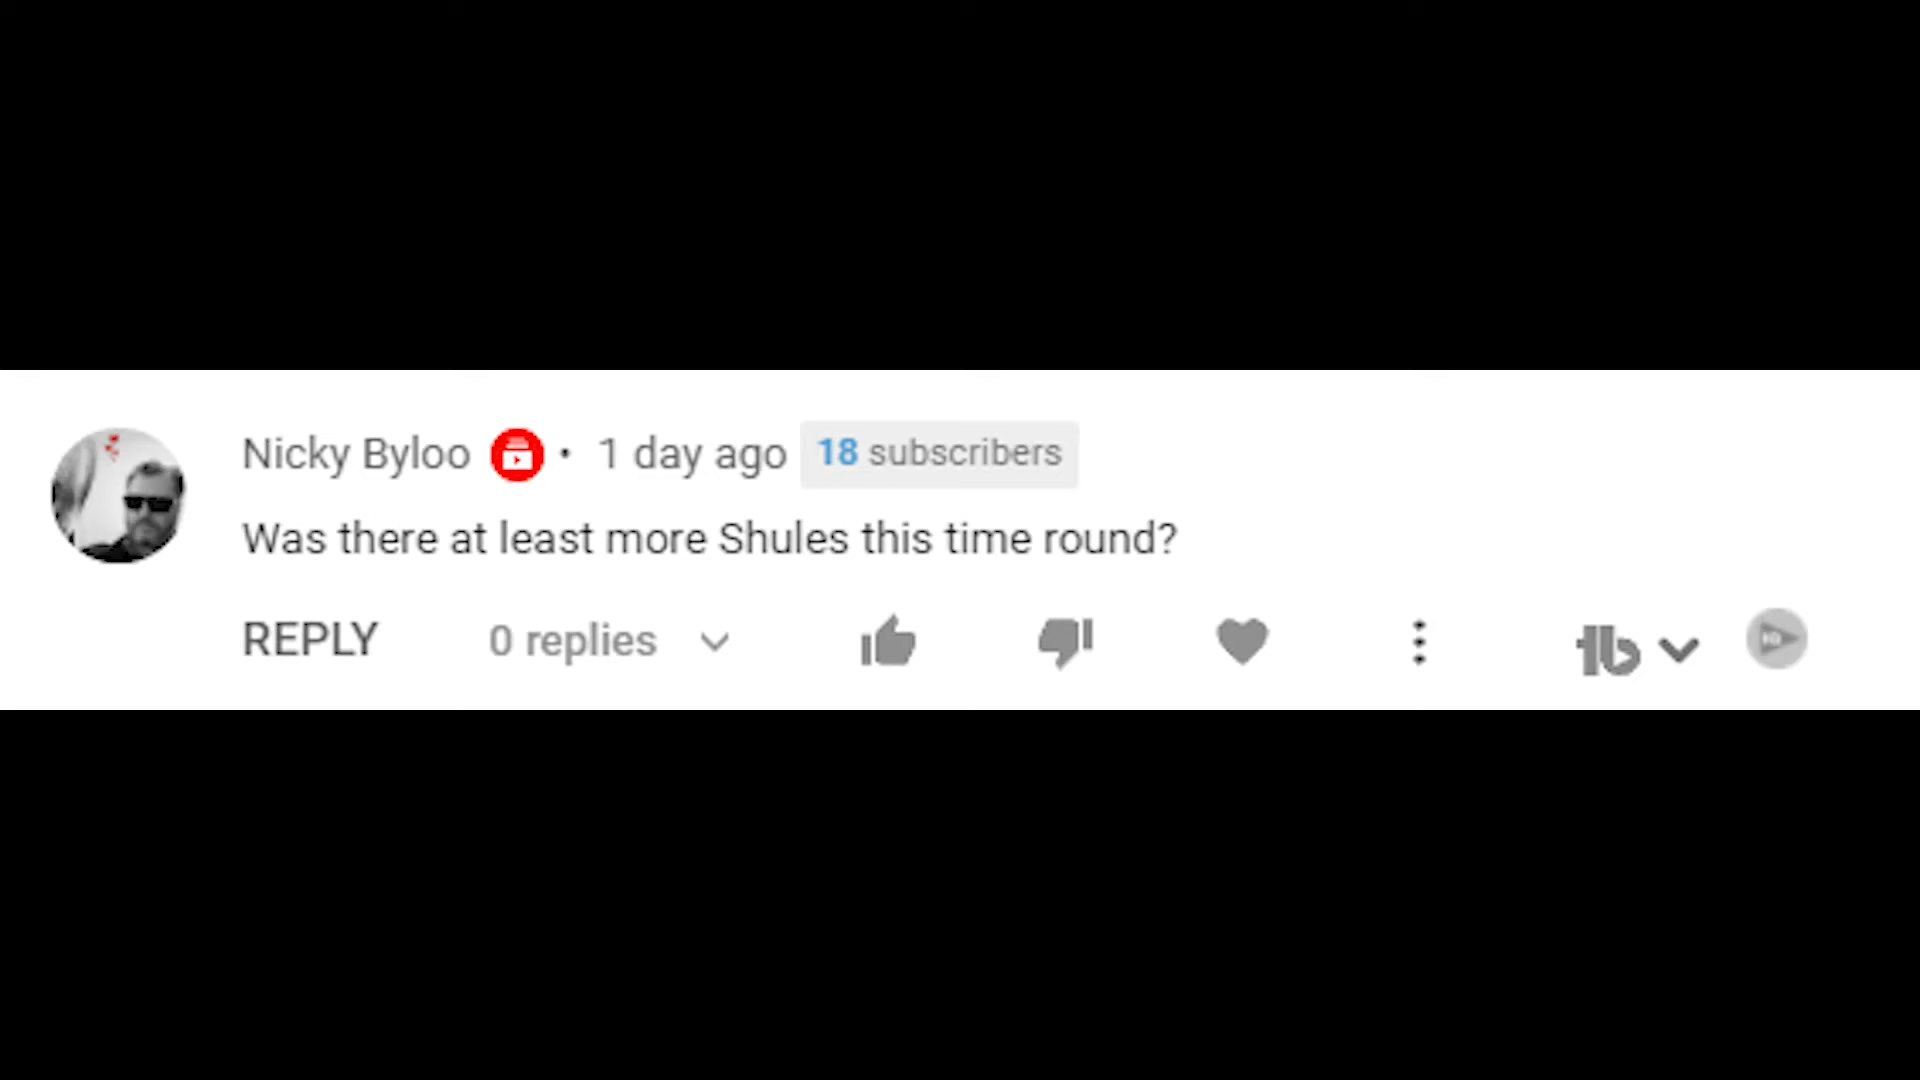 Nicky Byloo • 1 day ago 18 subscribers
Was there at least more Shules this time round?
REPLY 0 replies